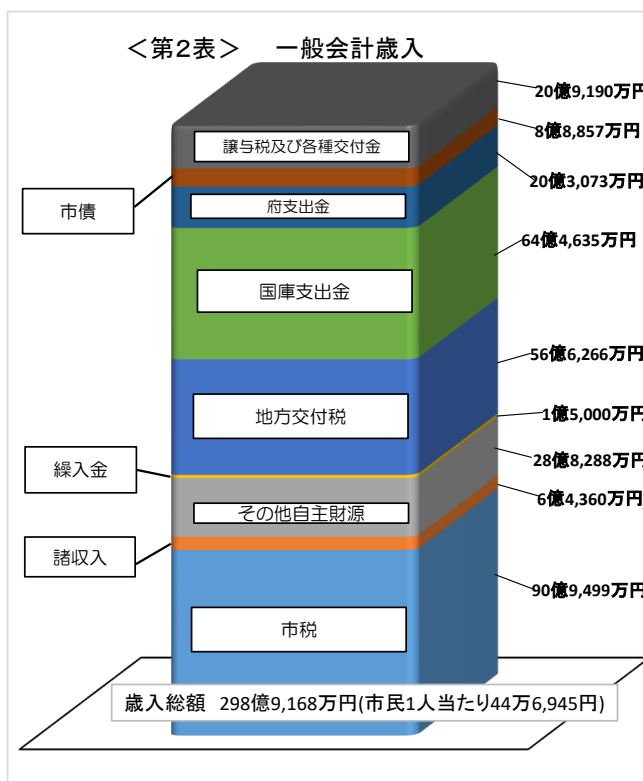 ＜第2表＞　一般会計歳入
20億9,190万円
8億8,857万円
譲与税及び各種交付金
20億3,073万円
市債
府支出金
64億4,635万円
国庫支出金
56億6,266万円
地方交付税
1億5,000万円
28億8,288万円
繰入金
6億4,360万円
その他自主財源
諸収入
90億9,499万円
市税
歳入総額　298億9,168万円(市民1人当たり44万6,945円)